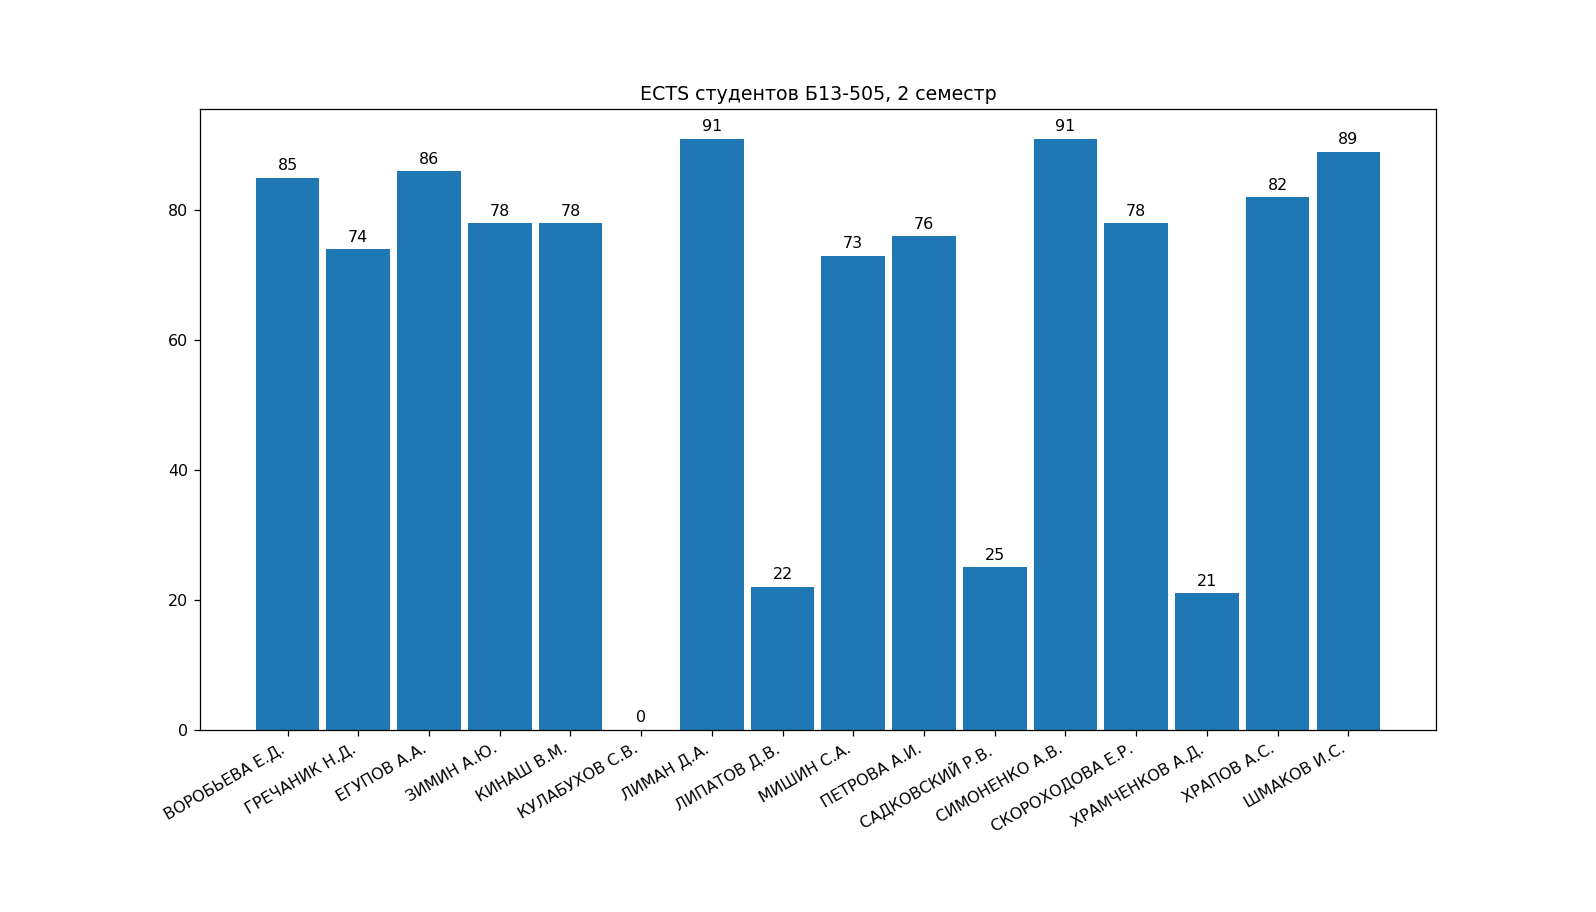 ECTS студентов Б13-505, 2 семестр
85
74
86
78
78
0
91
22
73
76
25
91
78
21
82
89
80
60
40
20
0
ВОРОБЬЕВА Е.Д.
ГРЕЧАНИК Н.Д.
ЕГУПОВ А.А.
ЗИМИН А.Ю.
КИНАШ В.М.
КУЛАБУХОВ С.В.
ЛИМАН Д.А.
ЛИПАТОВ Д.В.
МИШИН С.А.
ПЕТРОВА А.И.
САДКОВСКИЙ Р.В.
СИМОНЕНКО А.В.
СКОРОХОДОВА Е.Р.
ХРАМЧЕНКОВ А.Д.
ХРАПОВ А.С.
ШМАКОВ И.С.